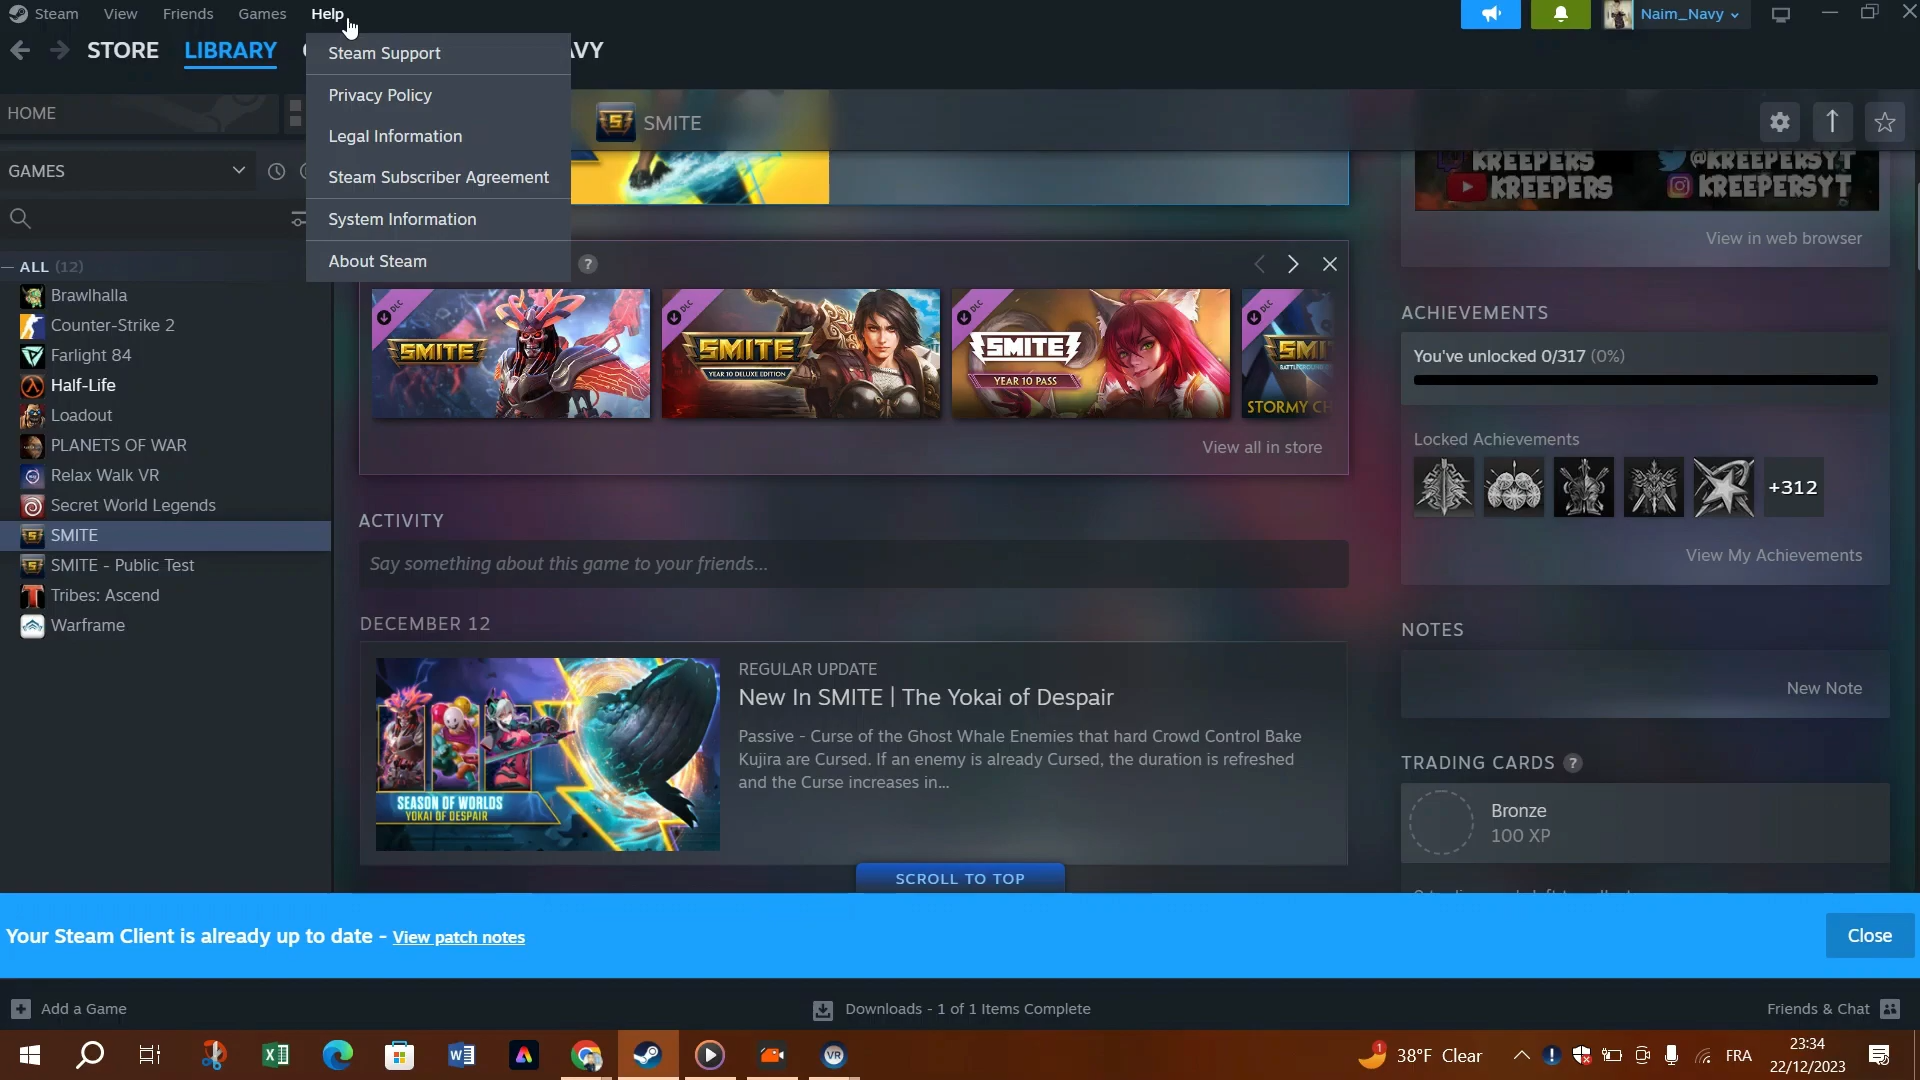 Steam View Friends Games Help
Naim_Navy
STORE LIBRARY
AVY
Steam Support
Privacy Policy
Legal Information
Steam Subscriber Agreement
System Information
About Steam
HOME
SMITE
GAMES
ALL (12)
Brawlhalla
Counter-Strike 2
Farlight 84
Half-Life
Loadout
PLANETS OF WAR
Relax Walk VR
Secret World Legends
SMITE
SMITE - Public Test
Tribes: Ascend
Warframe
?
DLC
SMITE
DLC
SMITE
YEAR 10 DELUXE EDITION
DLC
SMITE
YEAR 10 PASS
DLC
SMI
STORMY CH
View all in store
ACTIVITY
Say something about this game to your friends...
DECEMBER 12
SEASON OF WORLDS
YOKAI OF DESPAIR
REGULAR UPDATE
New In SMITE | The Yokai of Despair
Passive - Curse of the Ghost Whale Enemies that hard Crowd Control Bake
Kujira are Cursed. If an enemy is already Cursed, the duration is refreshed
and the Curse increases in...
SCROLL TO TOP
KREEPERS @KREEPERSYT
KREEPERS KREEPERSYT
View in web browser
ACHIEVEMENTS
You've unlocked 0/317 (0%)
Locked Achievements
+312
View My Achievements
NOTES
New Note
TRADING CARDS ?
Bronze
100 XP
Your Steam Client is already up to date - View patch notes
Close
Add a Game
Downloads - 1 of 1 Items Complete
Friends & Chat
1
38°F Clear
FRA
23:34
22/12/2023